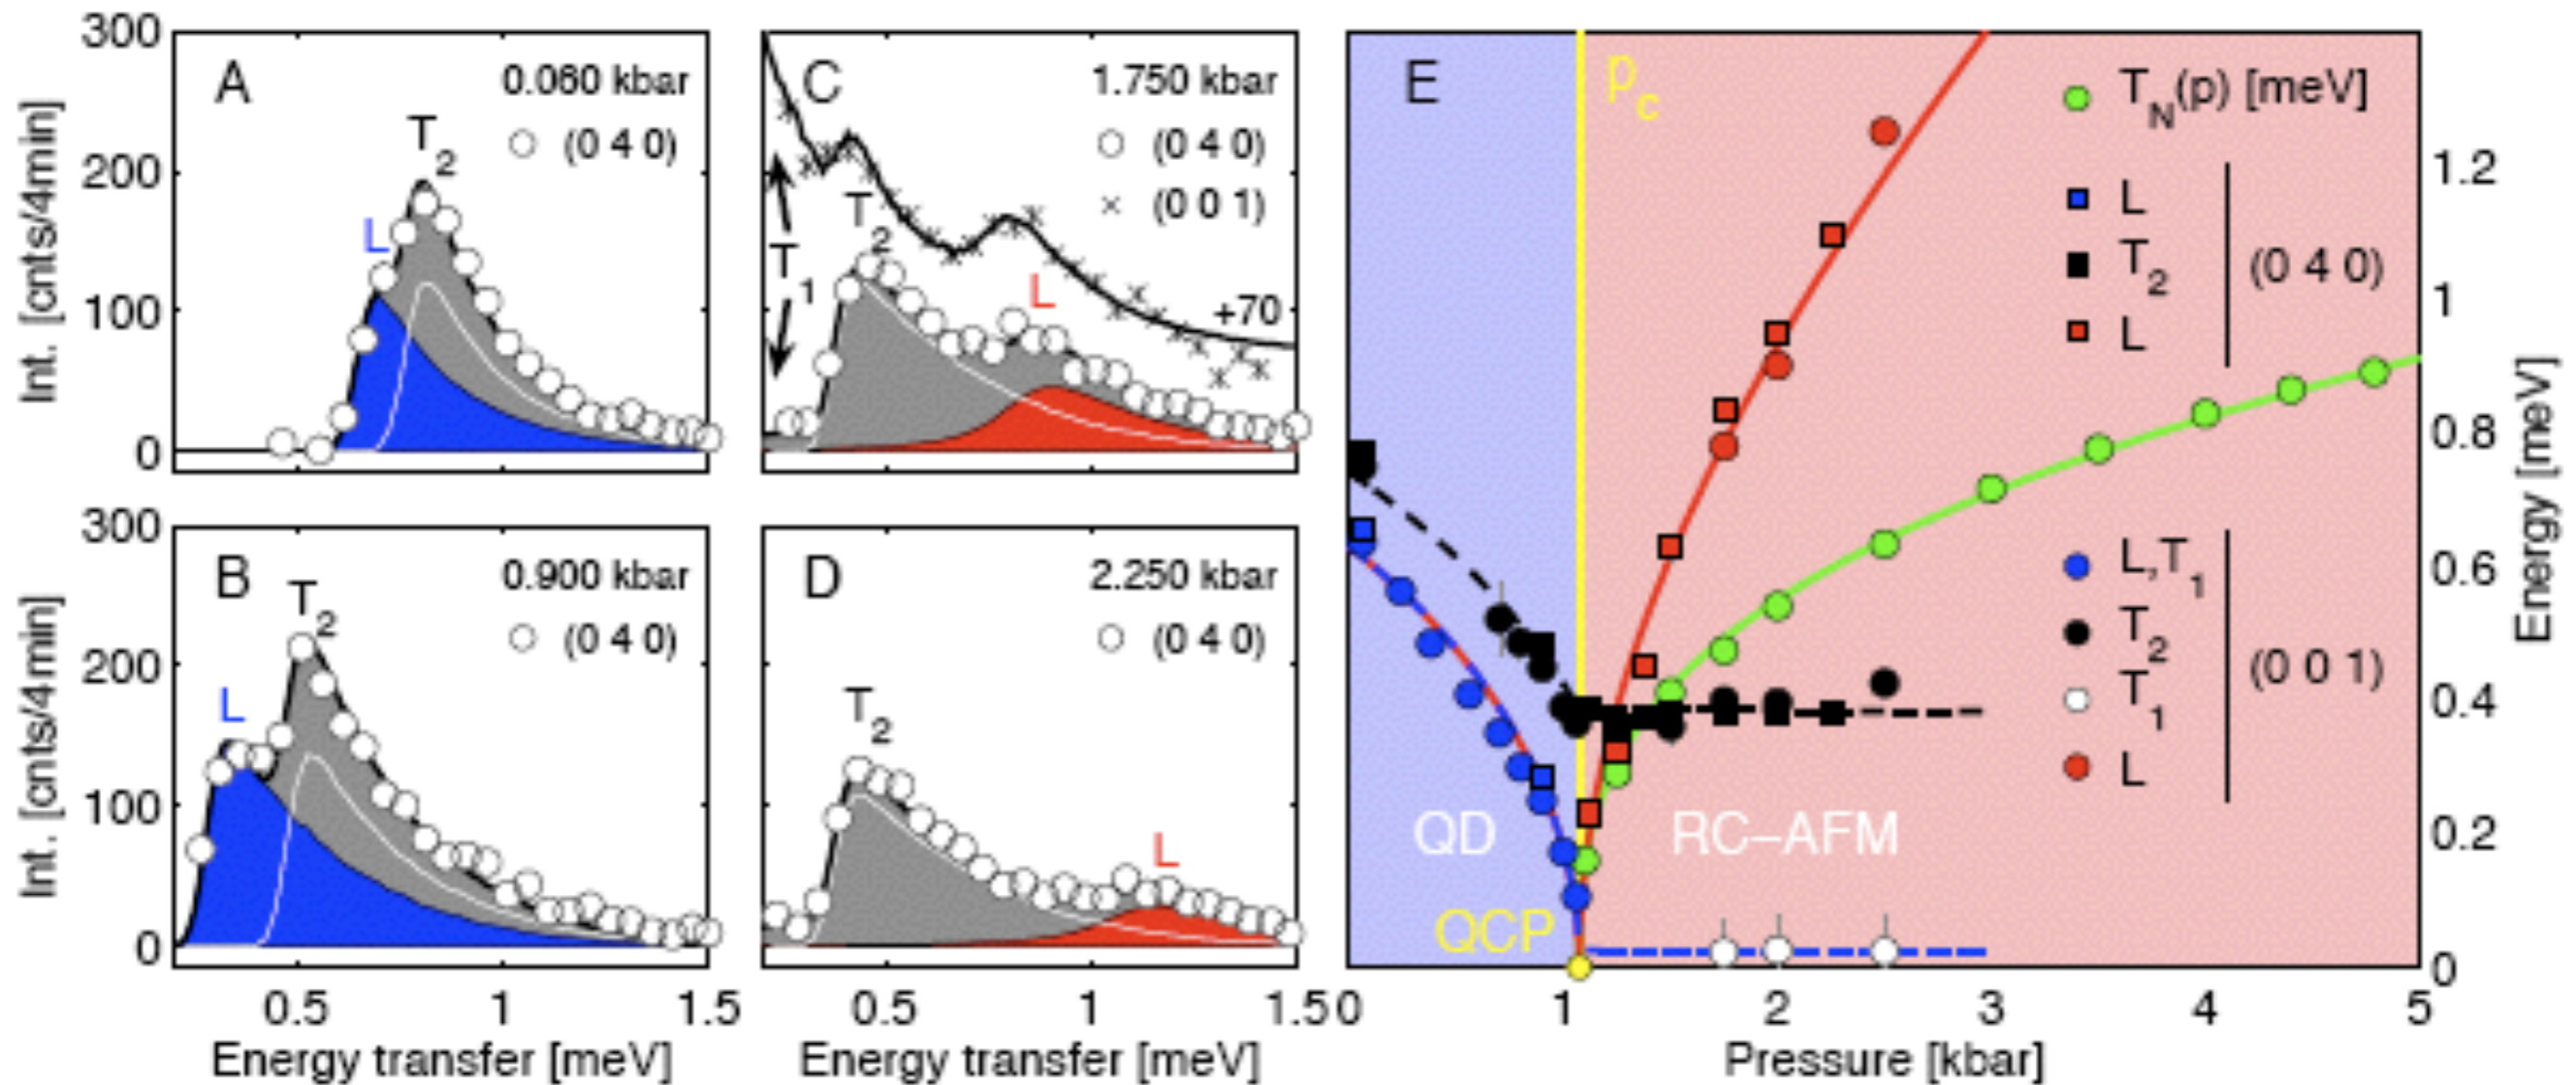 A
0.060 kbar
(0 4 0)
T2
L
300
200
100
0
Int. [cnts/4min]
B
0.900 kbar
(0 4 0)
T2
L
300
200
100
0
Int. [cnts/4min]
0.5
1
1.5
Energy transfer [meV]
C
1.750 kbar
(0 4 0)
(0 0 1)
T2
T1
L
+70
D
2.250 kbar
(0 4 0)
T2
L
0.5
1
1.5
Energy transfer [meV]
E
pc
TN(p) [meV]
L
T2
L
(0 4 0)
L,T1
T2
T1
L
(0 0 1)
QD
RC–AFM
QCP
1.2
1
0.8
0.6
0.4
0.2
0
Energy [meV]
0
1
2
3
4
5
Pressure [kbar]